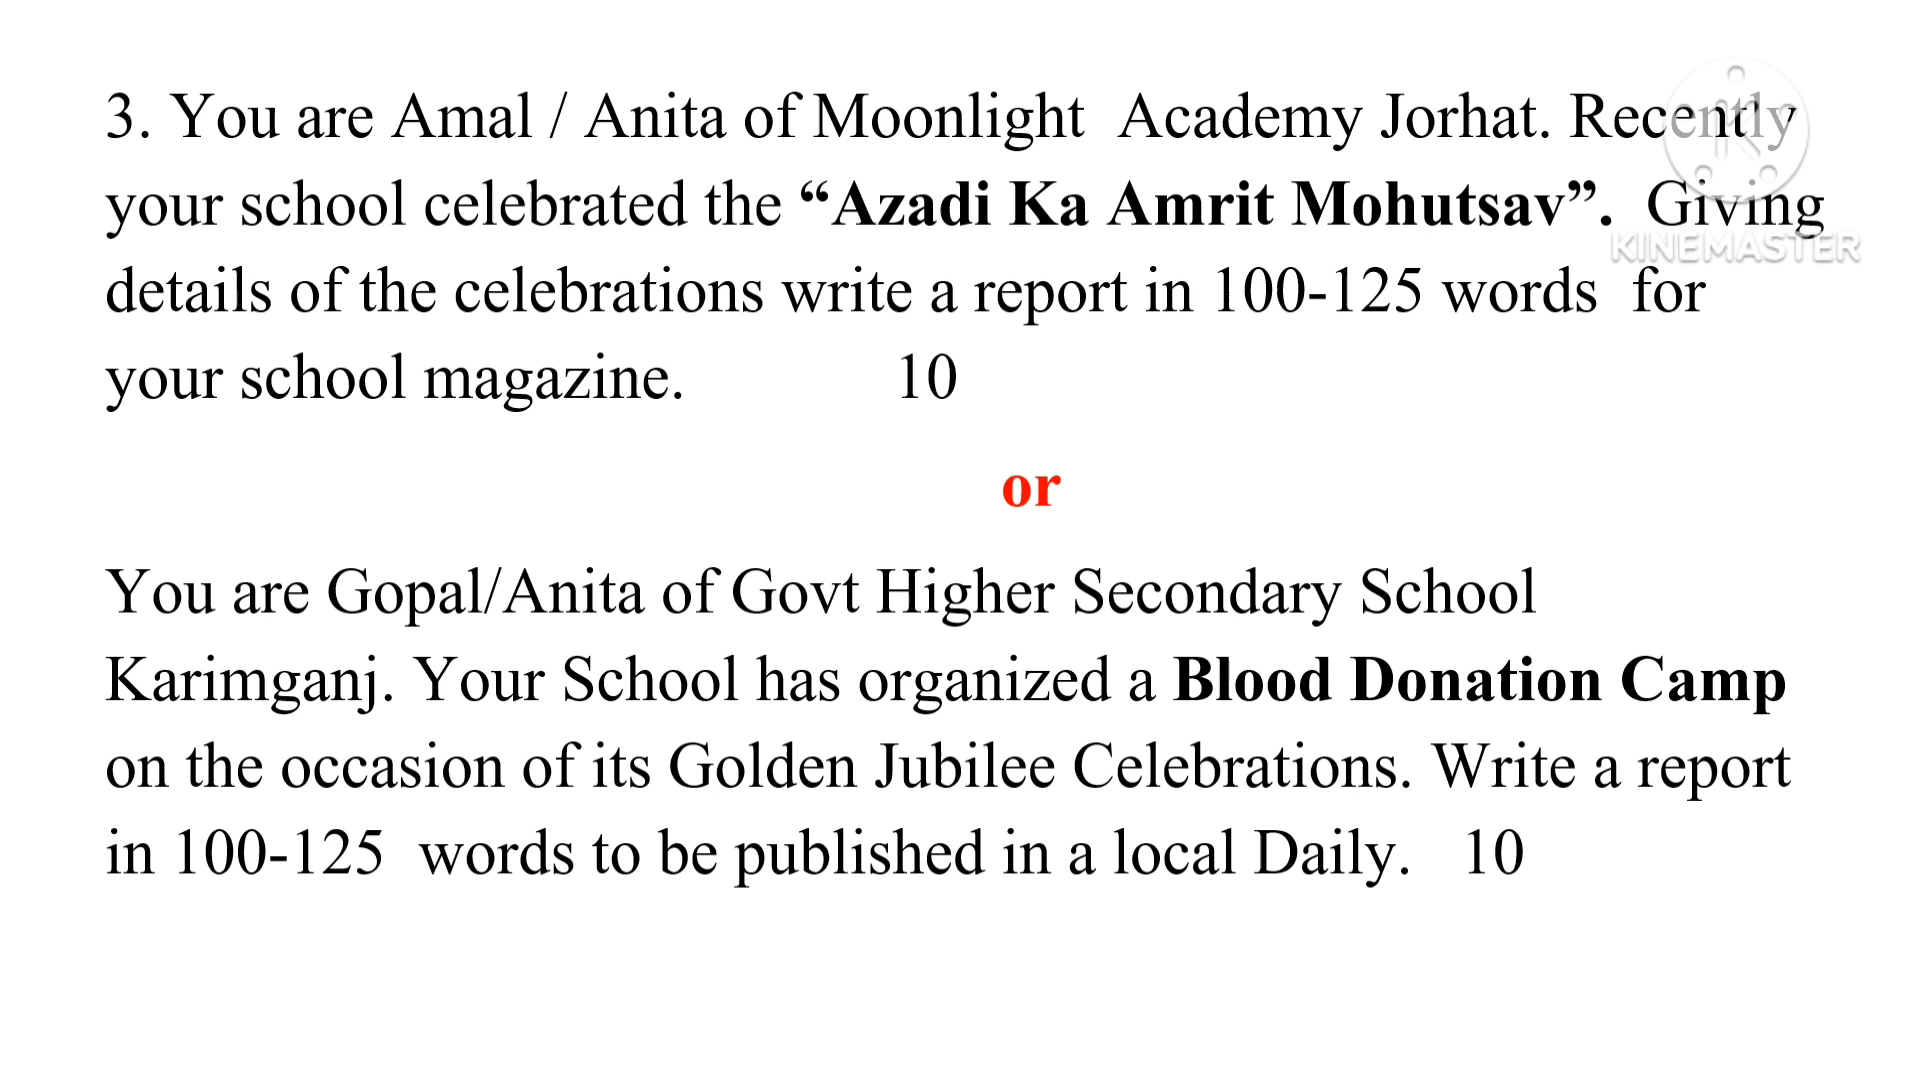 3. You are Amal / Anita of Moonlight Academy Jorhat. Recently
your school celebrated the “Azadi Ka Amrit Mohutsav”. Giving
KINEMASTER
details of the celebrations write a report in 100-125 words for
your school magazine. 10
or
You are Gopal/Anita of Govt Higher Secondary School
Karimganj. Your School has organized a Blood Donation Camp
on the occasion of its Golden Jubilee Celebrations. Write a report
in 100-125 words to be published in a local Daily. 10